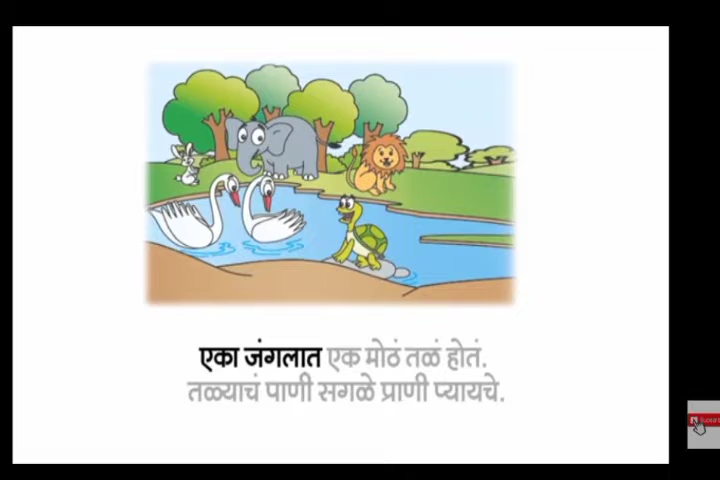 एका जंगलात एक मोठं तळं होतं.
तळ्याचं पाणी सगळे प्राणी प्यायचे.